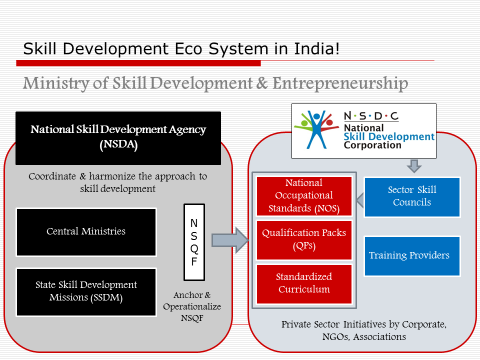 Skill Development Eco System in India!
Ministry of Skill Development & Entrepreneurship
National Skill Development Agency
(NSDA)
Coordinate & harmonize the approach to
skill development
Central Ministries
State Skill Development
Missions (SSDM)
N
S
Q
F
Anchor &
Operationalize
NSQF
N·S·D·C
National
Skill Development
Corporation
National
Occupational
Standards (NOS)
Qualification Packs
(QPs)
Standardized
Curriculum
Sector Skill
Councils
Training Providers
Private Sector Initiatives by Corporate,
NGOs, Associations